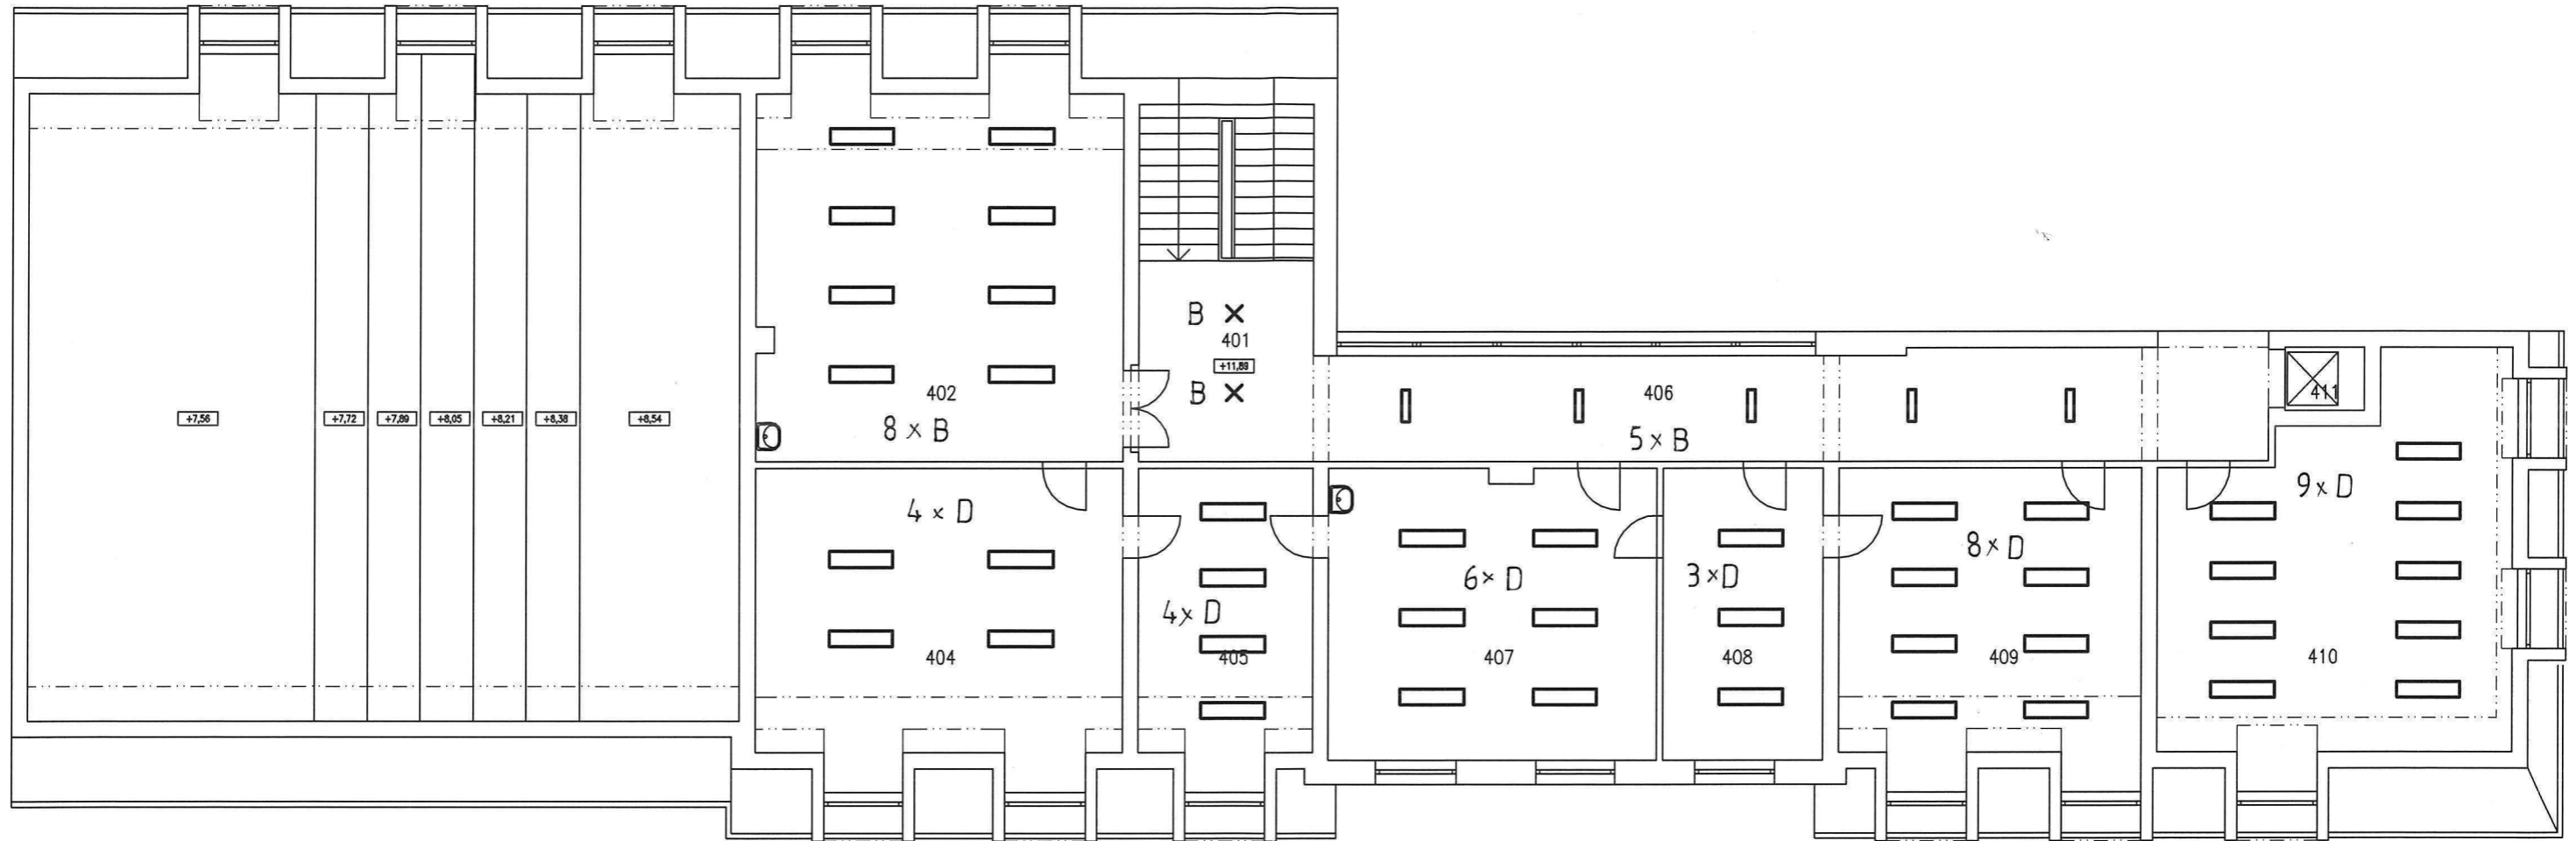 B
401
+11,89
B
402
8 × B
406
5 × B
411
+7,56
+7,72
+7,89
+8,05
+8,21
+8,38
+8,54
4 × D
404
4× D
405
6× D
407
3 ×D
408
8× D
409
9× D
410